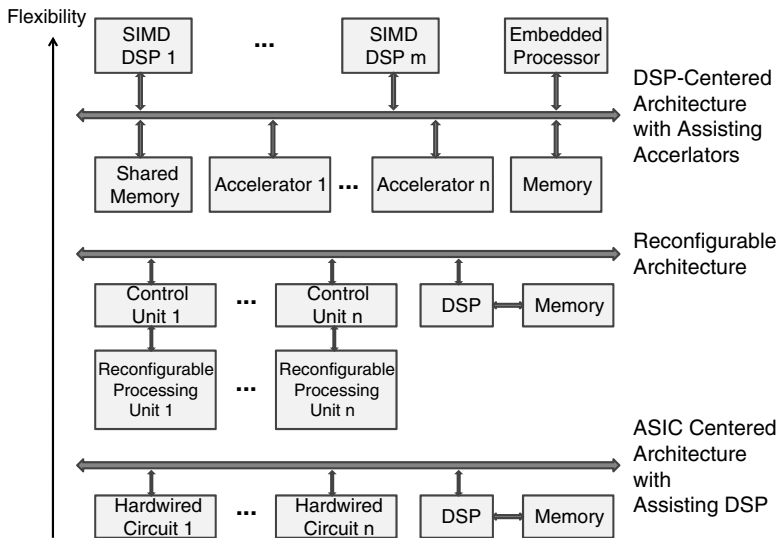 Flexibility
SIMD
DSP 1
...
SIMD
DSP m
Embedded
Processor
DSP-Centered
Architecture
with Assisting
Accerlators
Shared
Memory
Accelerator 1
...
Accelerator n
Memory
Reconfigurable
Architecture
Control
Unit 1
...
Control
Unit n
DSP
Memory
Reconfigurable
Processing
Unit 1
...
Reconfigurable
Processing
Unit n
ASIC Centered
Architecture
with
Assisting DSP
Hardwired
Circuit 1
...
Hardwired
Circuit n
DSP
Memory